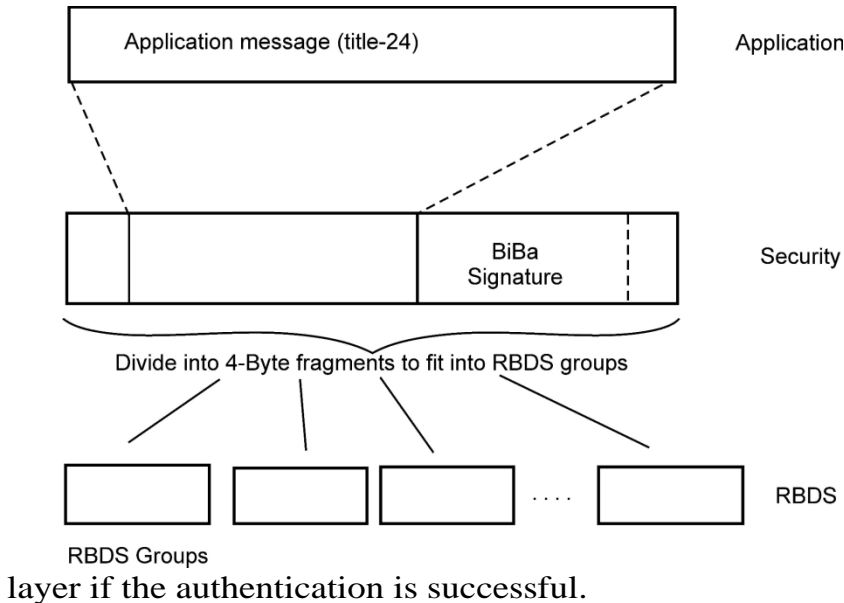 Application message (title-24)
Application
BiBa
Signature
Security
Divide into 4-Byte fragments to fit into RBDS groups
. . . .
RBDS
RBDS Groups
layer if the authentication is successful.